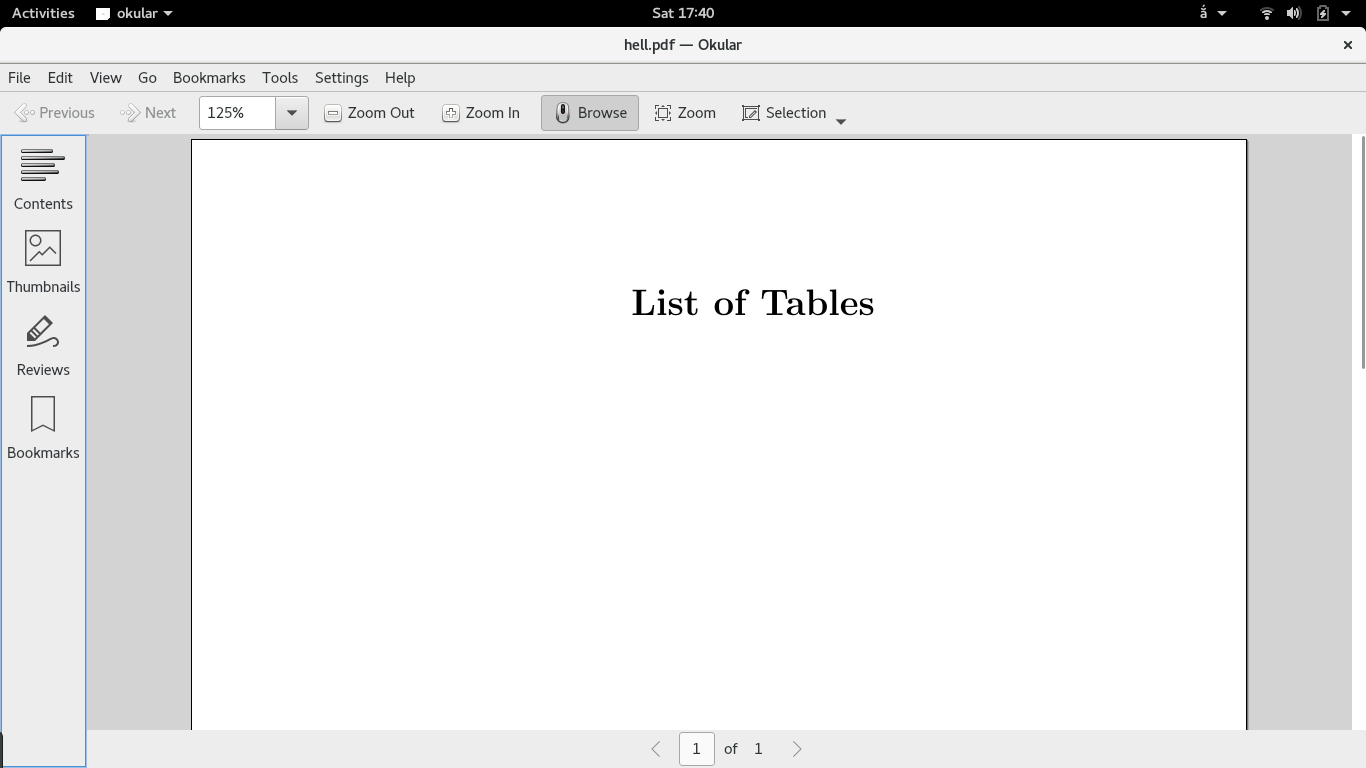 Activities okular Sat 17:40 ã
hell.pdf — Okular
File Edit View Go Bookmarks Tools Settings Help
Previous Next 125% Zoom Out Zoom In Browse Zoom Selection
Contents
Thumbnails
Reviews
Bookmarks
List of Tables
1 of 1